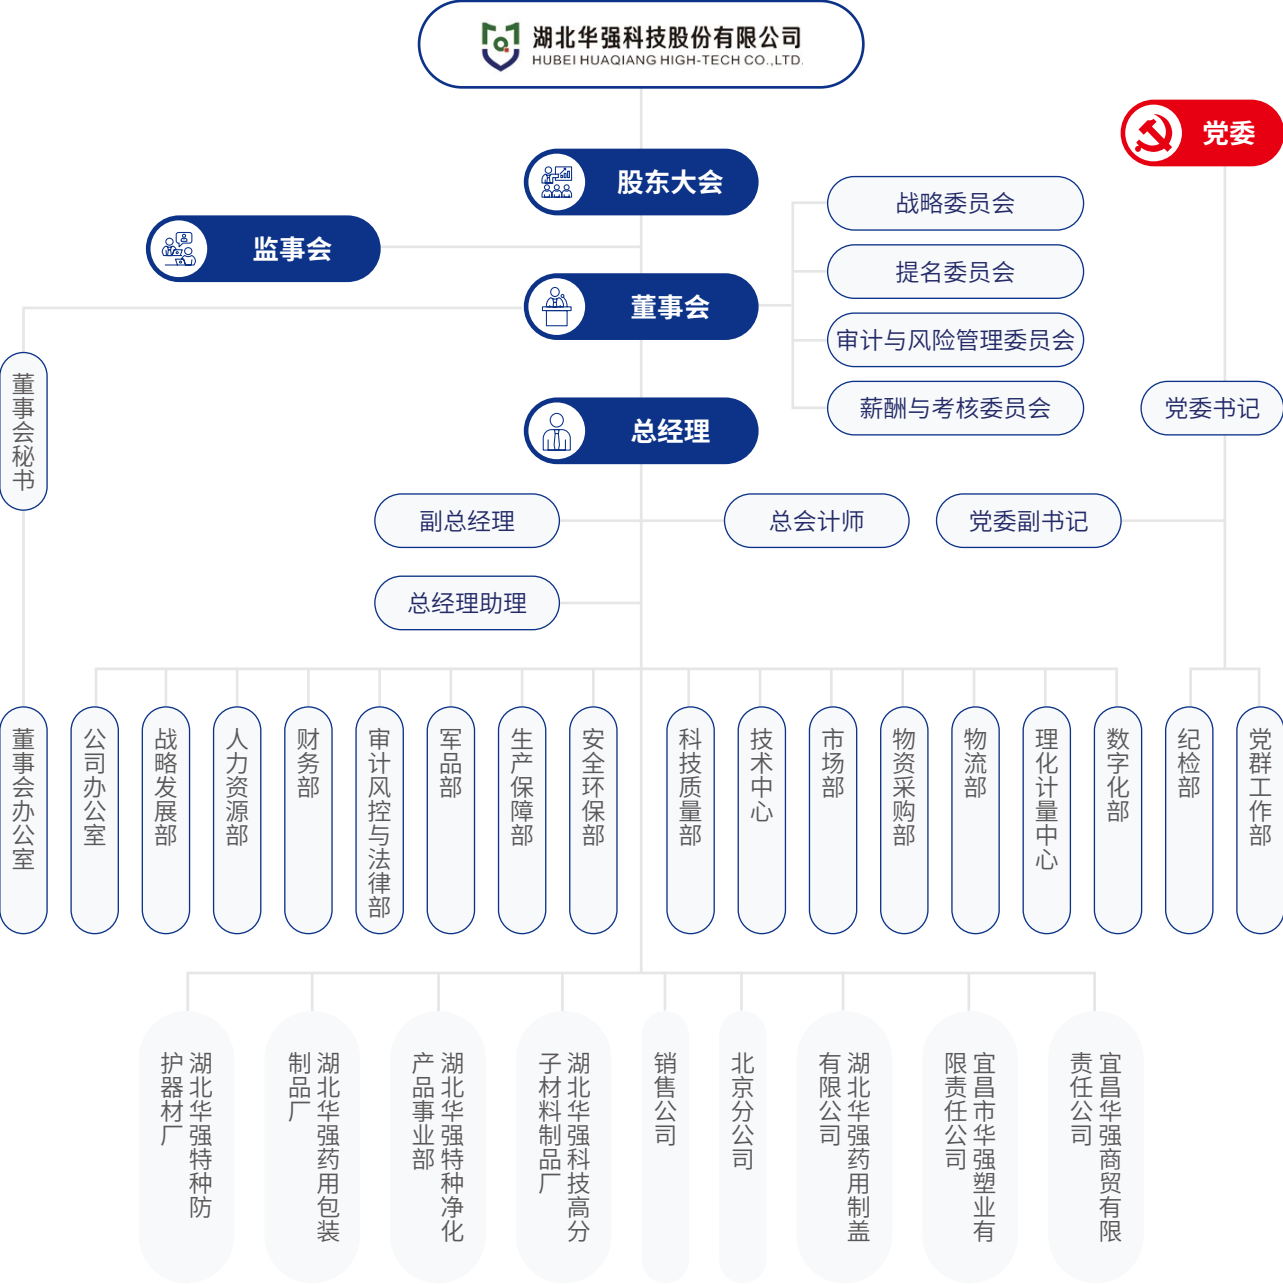 湖北华强科技股份有限公司
HUBEI HUAQIANG HIGH-TECH CO.,LTD.
党委
股东大会
战略委员会
监事会
提名委员会
董事会
审计与风险管理委员会
董事会秘书
薪酬与考核委员会
党委书记
总经理
副总经理
总会计师
党委副书记
总经理助理
董事会办公室
公司办公室
战略发展部
人力资源部
财务部
审计风控与法律部
军品部
生产保障部
安全环保部
科技质量部
技术中心
市场部
物资采购部
物流部
理化计量中心
数字化部
纪检部
党群工作部
湖北华强特种防
护器材厂
湖北华强药用包装
制品厂
湖北华强特种净化
产品事业部
湖北华强科技高分
子材料制品厂
销售公司
北京分公司
湖北华强药用制盖
有限公司
宜昌市华强塑业有
限责任公司
宜昌华强商贸有限
责任公司